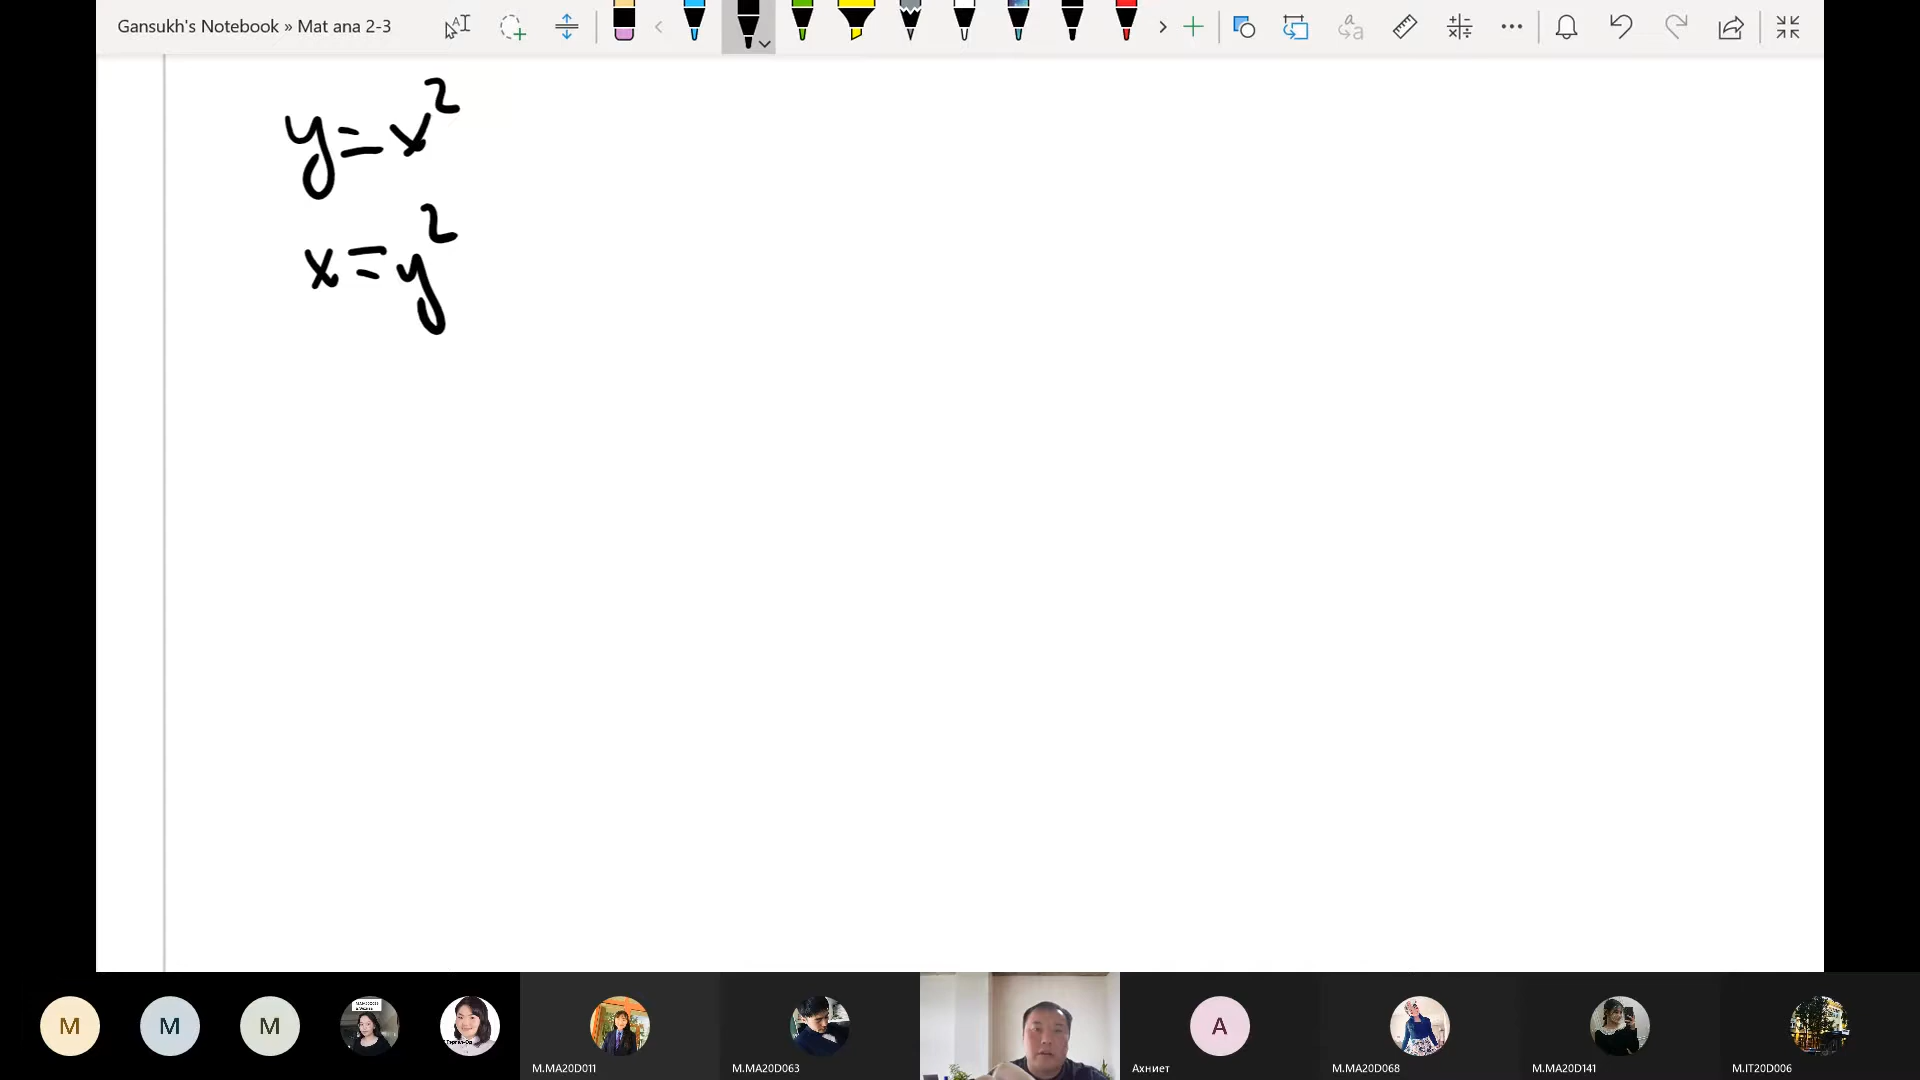 Gansukh's Notebook » Mat ana 2-3
y=x²
x=y²
M
M
M
M.MA20D011
M.MA20D063
A
Ахниет
M.MA20D068
M.MA20D141
M.IT20D006